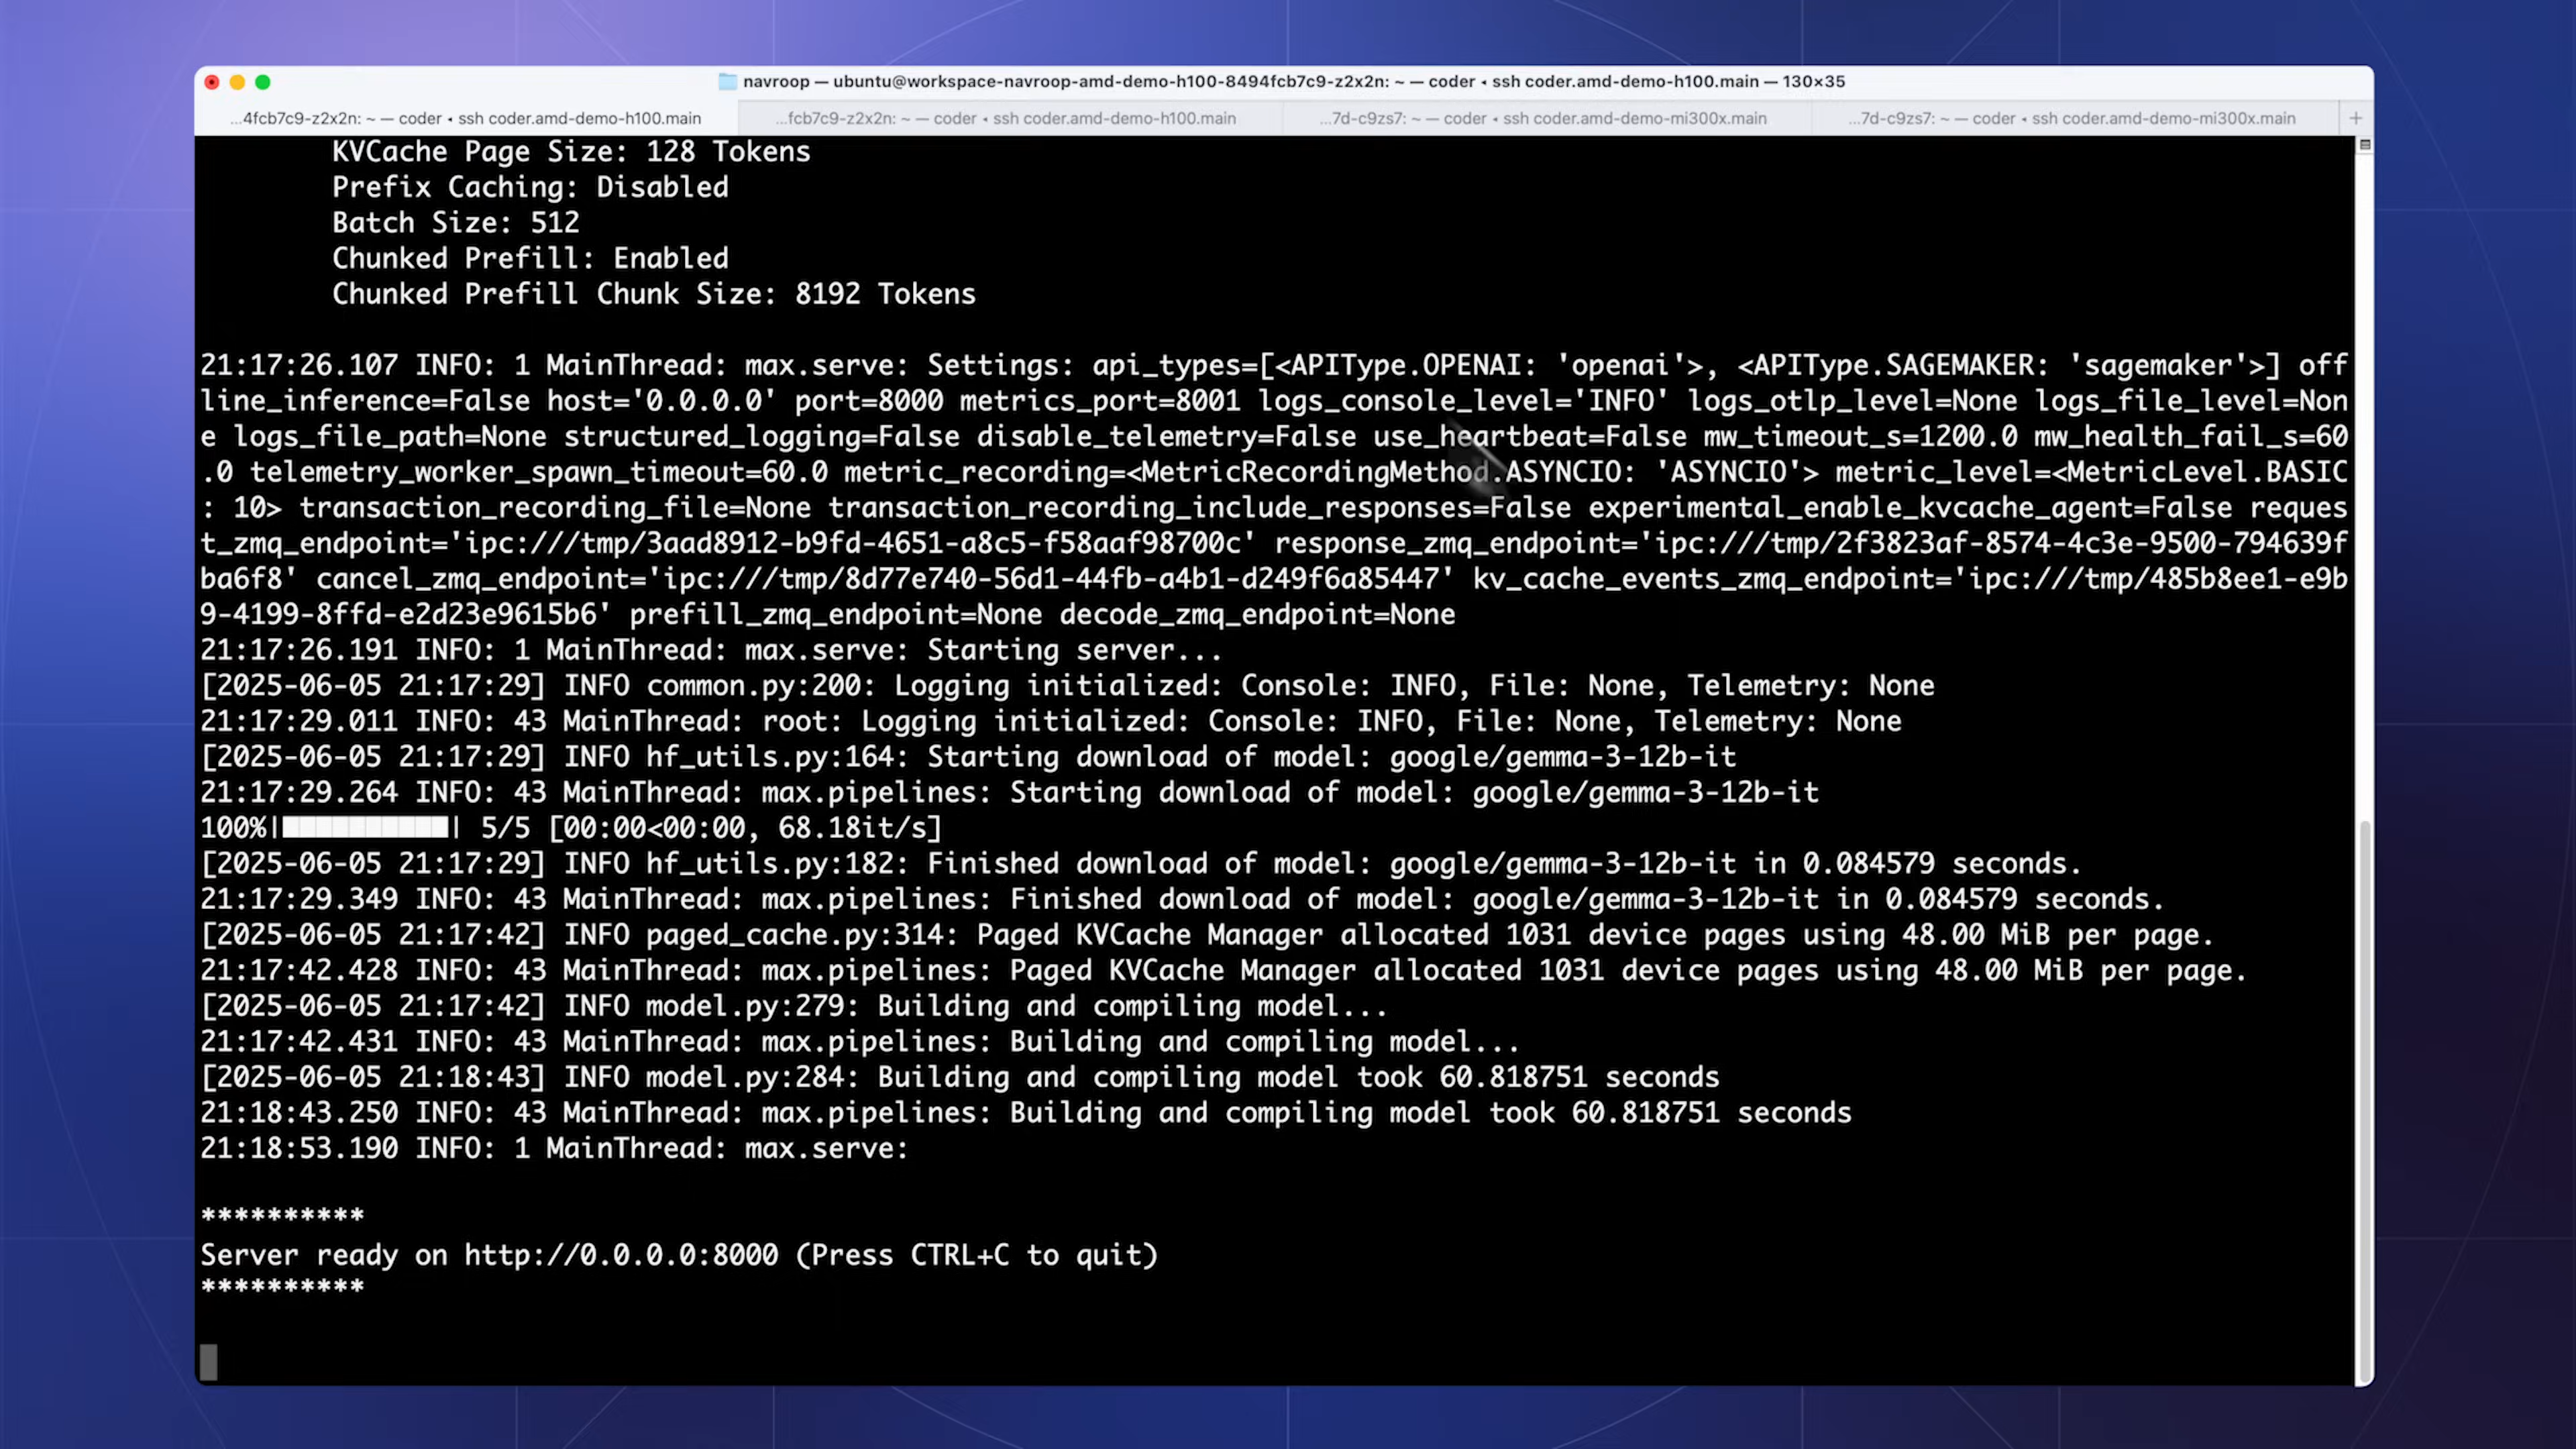 navroop — ubuntu@workspace-navroop-amd-demo-h100-8494fcb7c9-z2x2n: ~ — coder ◂ ssh coder.amd-demo-h100.main — 130×35
...4fcb7c9-z2x2n: ~ — coder ◂ ssh coder.amd-demo-h100.main
...fcb7c9-z2x2n: ~ — coder ◂ ssh coder.amd-demo-h100.main
...7d-c9zs7: ~ — coder ◂ ssh coder.amd-demo-mi300x.main
...7d-c9zs7: ~ — coder ◂ ssh coder.amd-demo-mi300x.main
KVCache Page Size: 128 Tokens
Prefix Caching: Disabled
Batch Size: 512
Chunked Prefill: Enabled
Chunked Prefill Chunk Size: 8192 Tokens
21:17:26.107 INFO: 1 MainThread: max.serve: Settings: api_types=[<APIType.OPENAI: 'openai'>, <APIType.SAGEMAKER: 'sagemaker'>] off
line_inference=False host='0.0.0.0' port=8000 metrics_port=8001 logs_console_level='INFO' logs_otlp_level=None logs_file_level=Non
e logs_file_path=None structured_logging=False disable_telemetry=False use_heartbeat=False mw_timeout_s=1200.0 mw_health_fail_s=60
.0 telemetry_worker_spawn_timeout=60.0 metric_recording=<MetricRecordingMethod.ASYNCIO: 'ASYNCIO'> metric_level=<MetricLevel.BASIC
: 10> transaction_recording_file=None transaction_recording_include_responses=False experimental_enable_kvcache_agent=False reques
t_zmq_endpoint='ipc:///tmp/3aad8912-b9fd-4651-a8c5-f58aaf98700c' response_zmq_endpoint='ipc:///tmp/2f3823af-8574-4c3e-9500-794639f
ba6f8' cancel_zmq_endpoint='ipc:///tmp/8d77e740-56d1-44fb-a4b1-d249f6a85447' kv_cache_events_zmq_endpoint='ipc:///tmp/485b8ee1-e9b
9-4199-8ffd-e2d23e9615b6' prefill_zmq_endpoint=None decode_zmq_endpoint=None
21:17:26.191 INFO: 1 MainThread: max.serve: Starting server...
[2025-06-05 21:17:29] INFO common.py:200: Logging initialized: Console: INFO, File: None, Telemetry: None
21:17:29.011 INFO: 43 MainThread: root: Logging initialized: Console: INFO, File: None, Telemetry: None
[2025-06-05 21:17:29] INFO hf_utils.py:164: Starting download of model: google/gemma-3-12b-it
21:17:29.264 INFO: 43 MainThread: max.pipelines: Starting download of model: google/gemma-3-12b-it
100%|██████████| 5/5 [00:00<00:00, 68.18it/s]
[2025-06-05 21:17:29] INFO hf_utils.py:182: Finished download of model: google/gemma-3-12b-it in 0.084579 seconds.
21:17:29.349 INFO: 43 MainThread: max.pipelines: Finished download of model: google/gemma-3-12b-it in 0.084579 seconds.
[2025-06-05 21:17:42] INFO paged_cache.py:314: Paged KVCache Manager allocated 1031 device pages using 48.00 MiB per page.
21:17:42.428 INFO: 43 MainThread: max.pipelines: Paged KVCache Manager allocated 1031 device pages using 48.00 MiB per page.
[2025-06-05 21:17:42] INFO model.py:279: Building and compiling model...
21:17:42.431 INFO: 43 MainThread: max.pipelines: Building and compiling model...
[2025-06-05 21:18:43] INFO model.py:284: Building and compiling model took 60.818751 seconds
21:18:43.250 INFO: 43 MainThread: max.pipelines: Building and compiling model took 60.818751 seconds
21:18:53.190 INFO: 1 MainThread: max.serve:
**********
Server ready on http://0.0.0.0:8000 (Press CTRL+C to quit)
**********